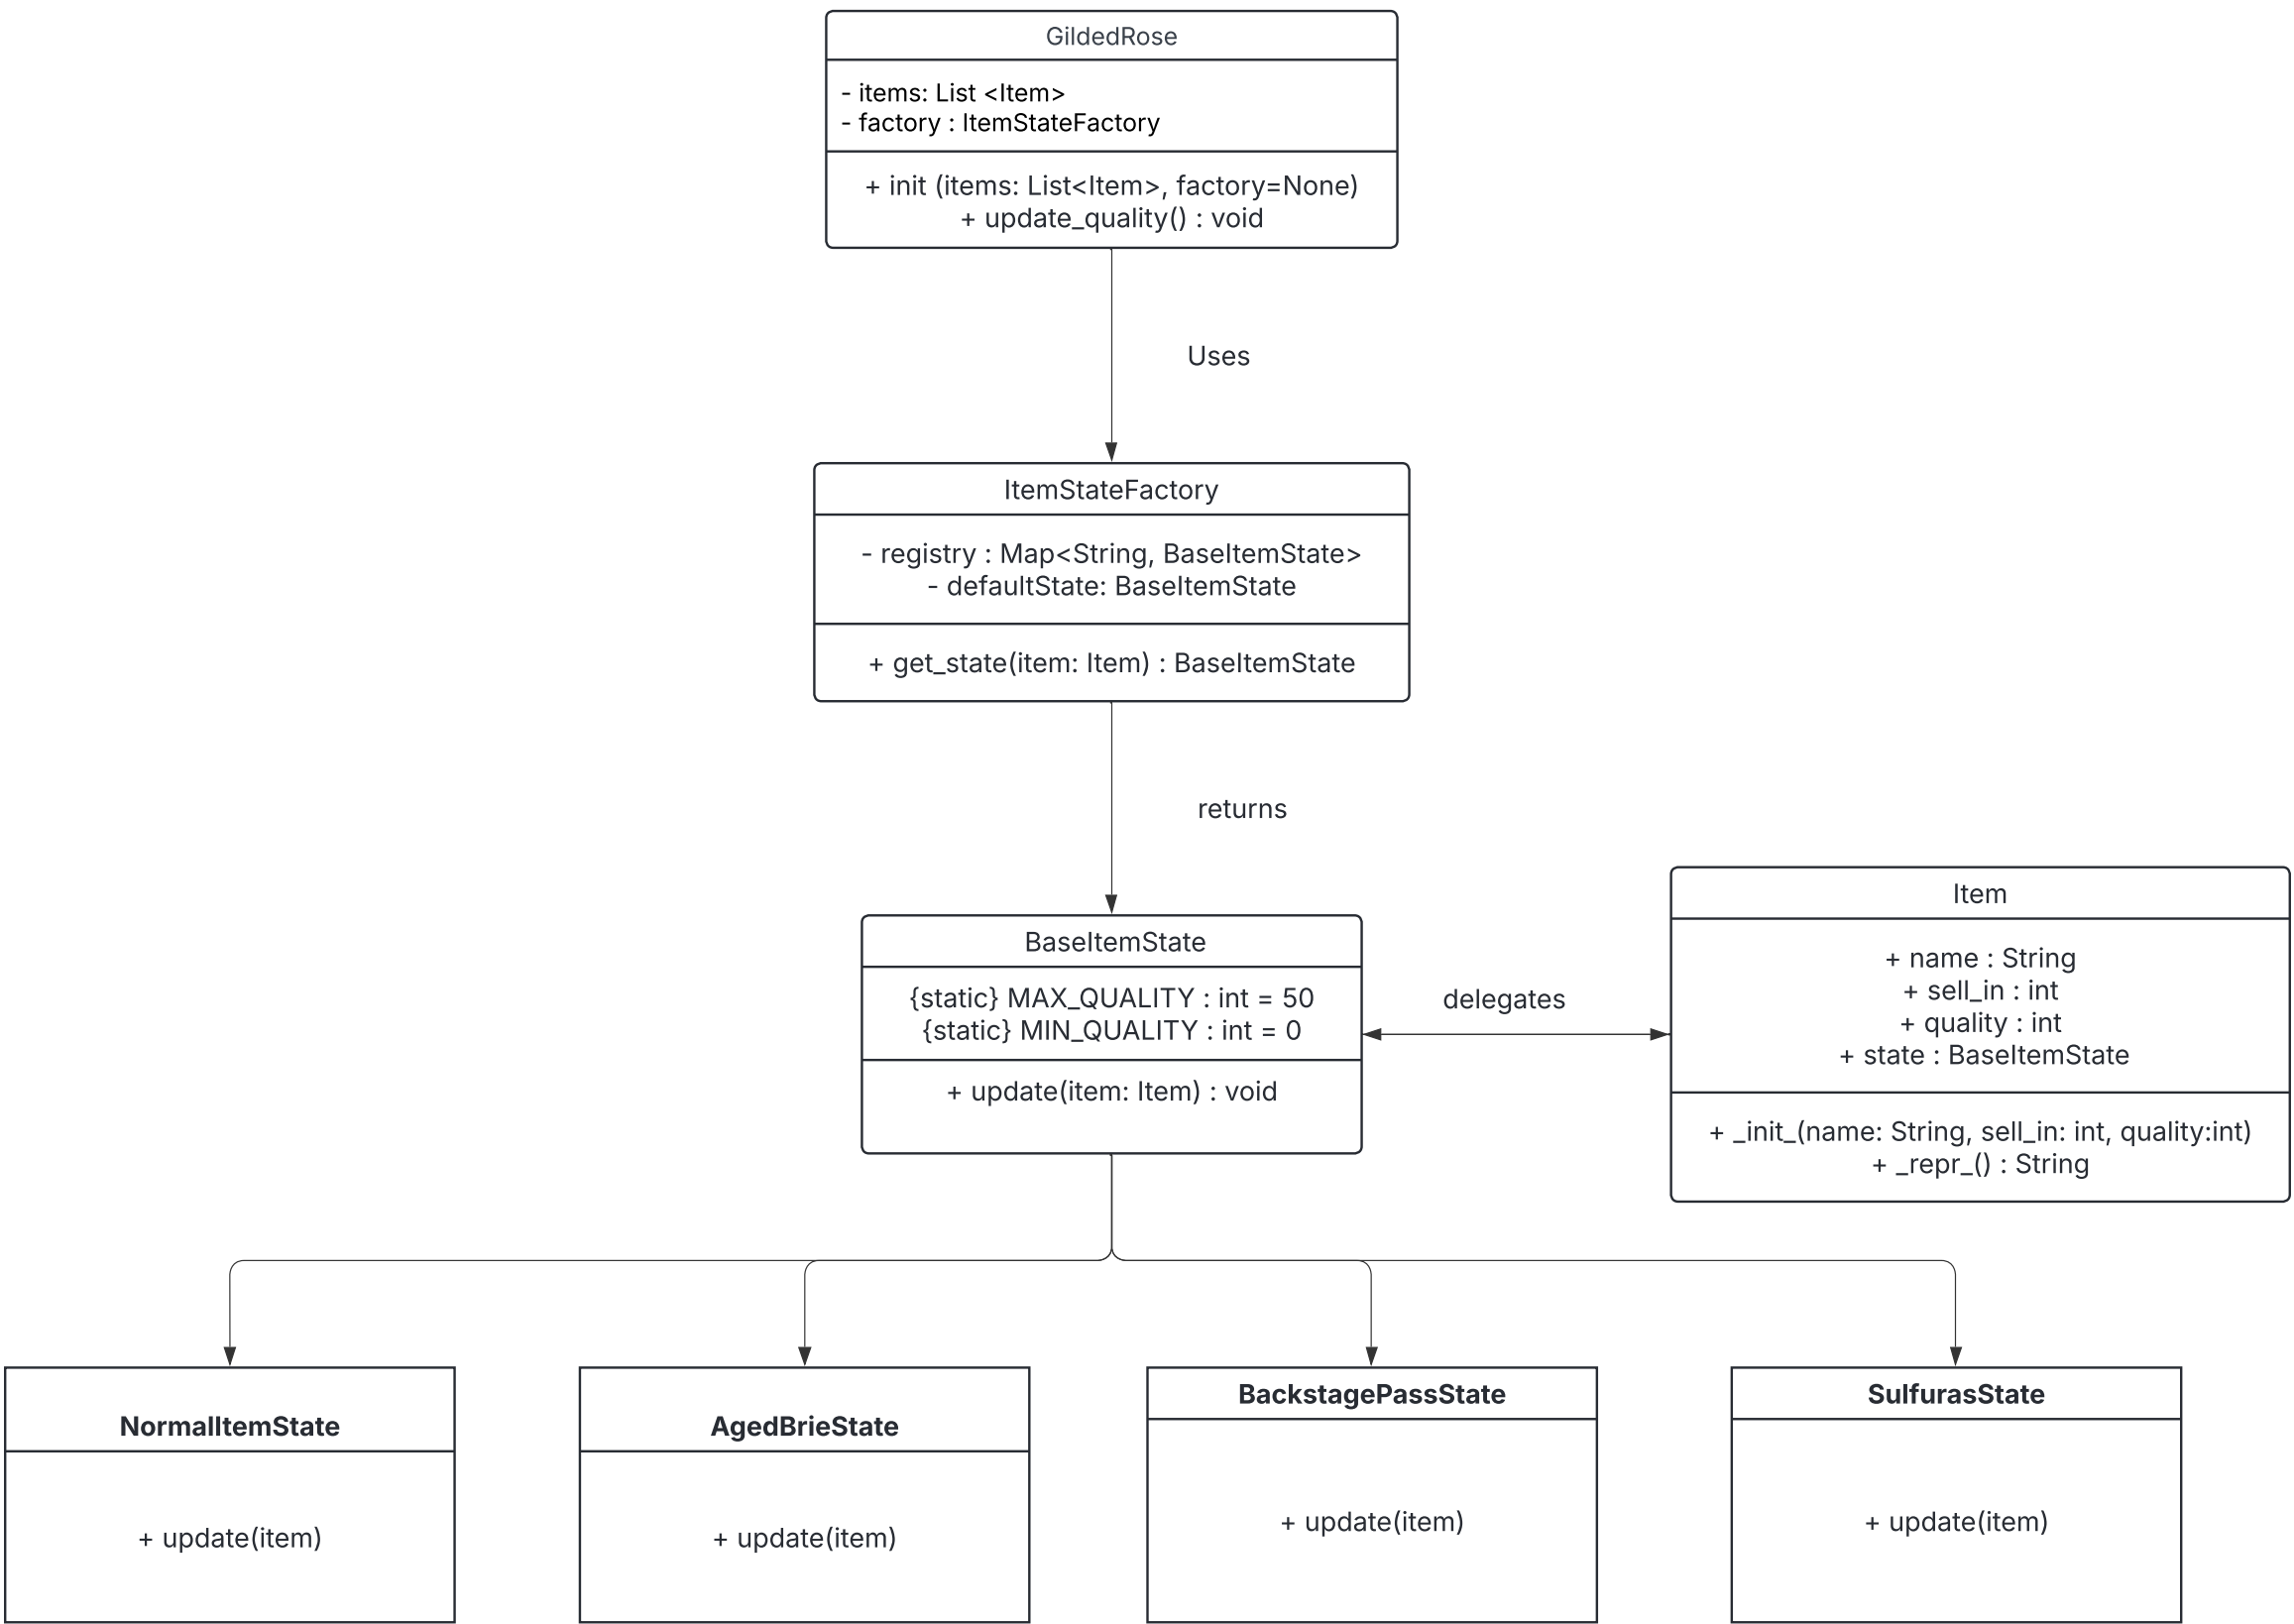 GildedRose
- items: List <Item>
- factory : ItemStateFactory
+ init (items: List<Item>, factory=None)
+ update_quality() : void
Uses
ItemStateFactory
- registry : Map<String, BaseItemState>
- defaultState: BaseItemState
+ get_state(item: Item) : BaseItemState
returns
BaseItemState
{static} MAX_QUALITY : int = 50
{static} MIN_QUALITY : int = 0
+ update(item: Item) : void
delegates
Item
+ name : String
+ sell_in : int
+ quality : int
+ state : BaseItemState
+ _init_(name: String, sell_in: int, quality:int)
+ _repr_() : String
NormalItemState
+ update(item)
AgedBrieState
+ update(item)
BackstagePassState
+ update(item)
SulfurasState
+ update(item)